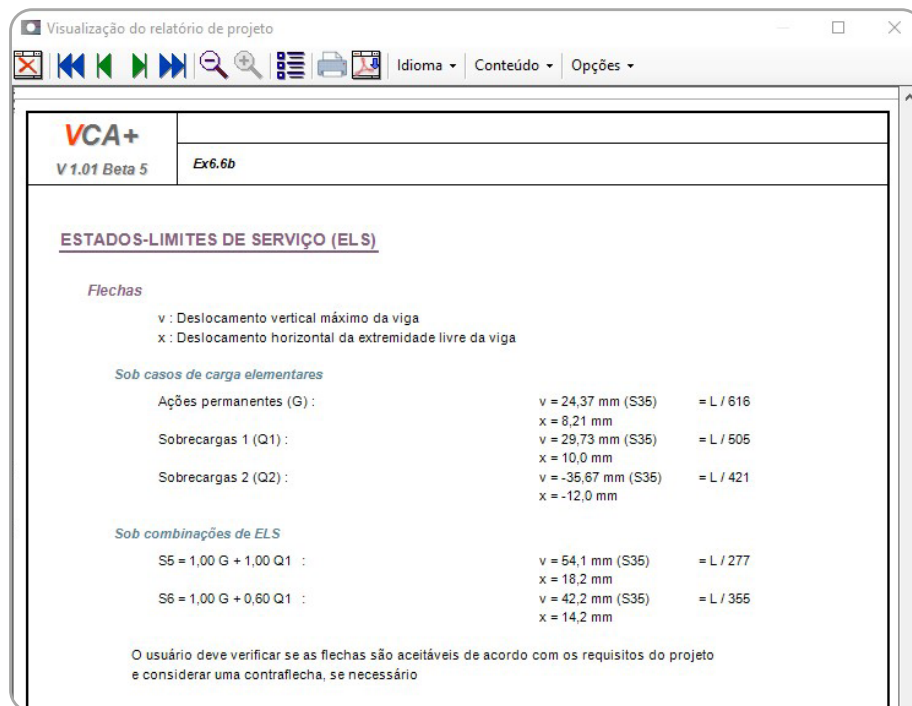 Visualização do relatório de projeto
Idioma Conteúdo Opções
VCA+
V 1.01 Beta 5
Ex6.6b
ESTADOS-LIMITES DE SERVIÇO (ELS)
Flechas
v : Deslocamento vertical máximo da viga
x : Deslocamento horizontal da extremidade livre da viga
Sob casos de carga elementares
Ações permanentes (G) : v = 24,37 mm (S35) = L / 616
x = 8,21 mm
Sobrecargas 1 (Q1) : v = 29,73 mm (S35) = L / 505
x = 10,0 mm
Sobrecargas 2 (Q2) : v = -35,67 mm (S35) = L / 421
x = -12,0 mm
Sob combinações de ELS
S5 = 1,00 G + 1,00 Q1 : v = 54,1 mm (S35) = L / 277
x = 18,2 mm
S6 = 1,00 G + 0,60 Q1 : v = 42,2 mm (S35) = L / 355
x = 14,2 mm
O usuário deve verificar se as flechas são aceitáveis de acordo com os requisitos do projeto
e considerar uma contraflecha, se necessário